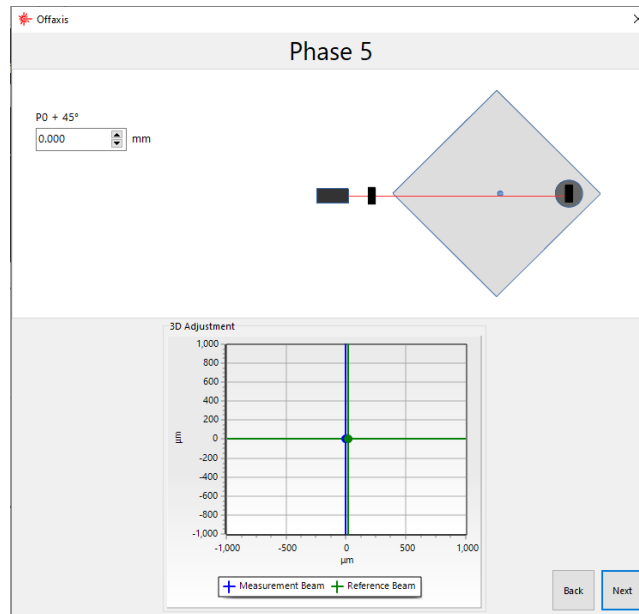 Offaxis
Phase 5
P0 + 45°
0.000 mm
3D Adjustment
1,000
800
600
400
200
0
-200
-400
-600
-800
-1,000
µm
-1,000 -500 0 500 1,000
µm
Measurement Beam Reference Beam
Back Next